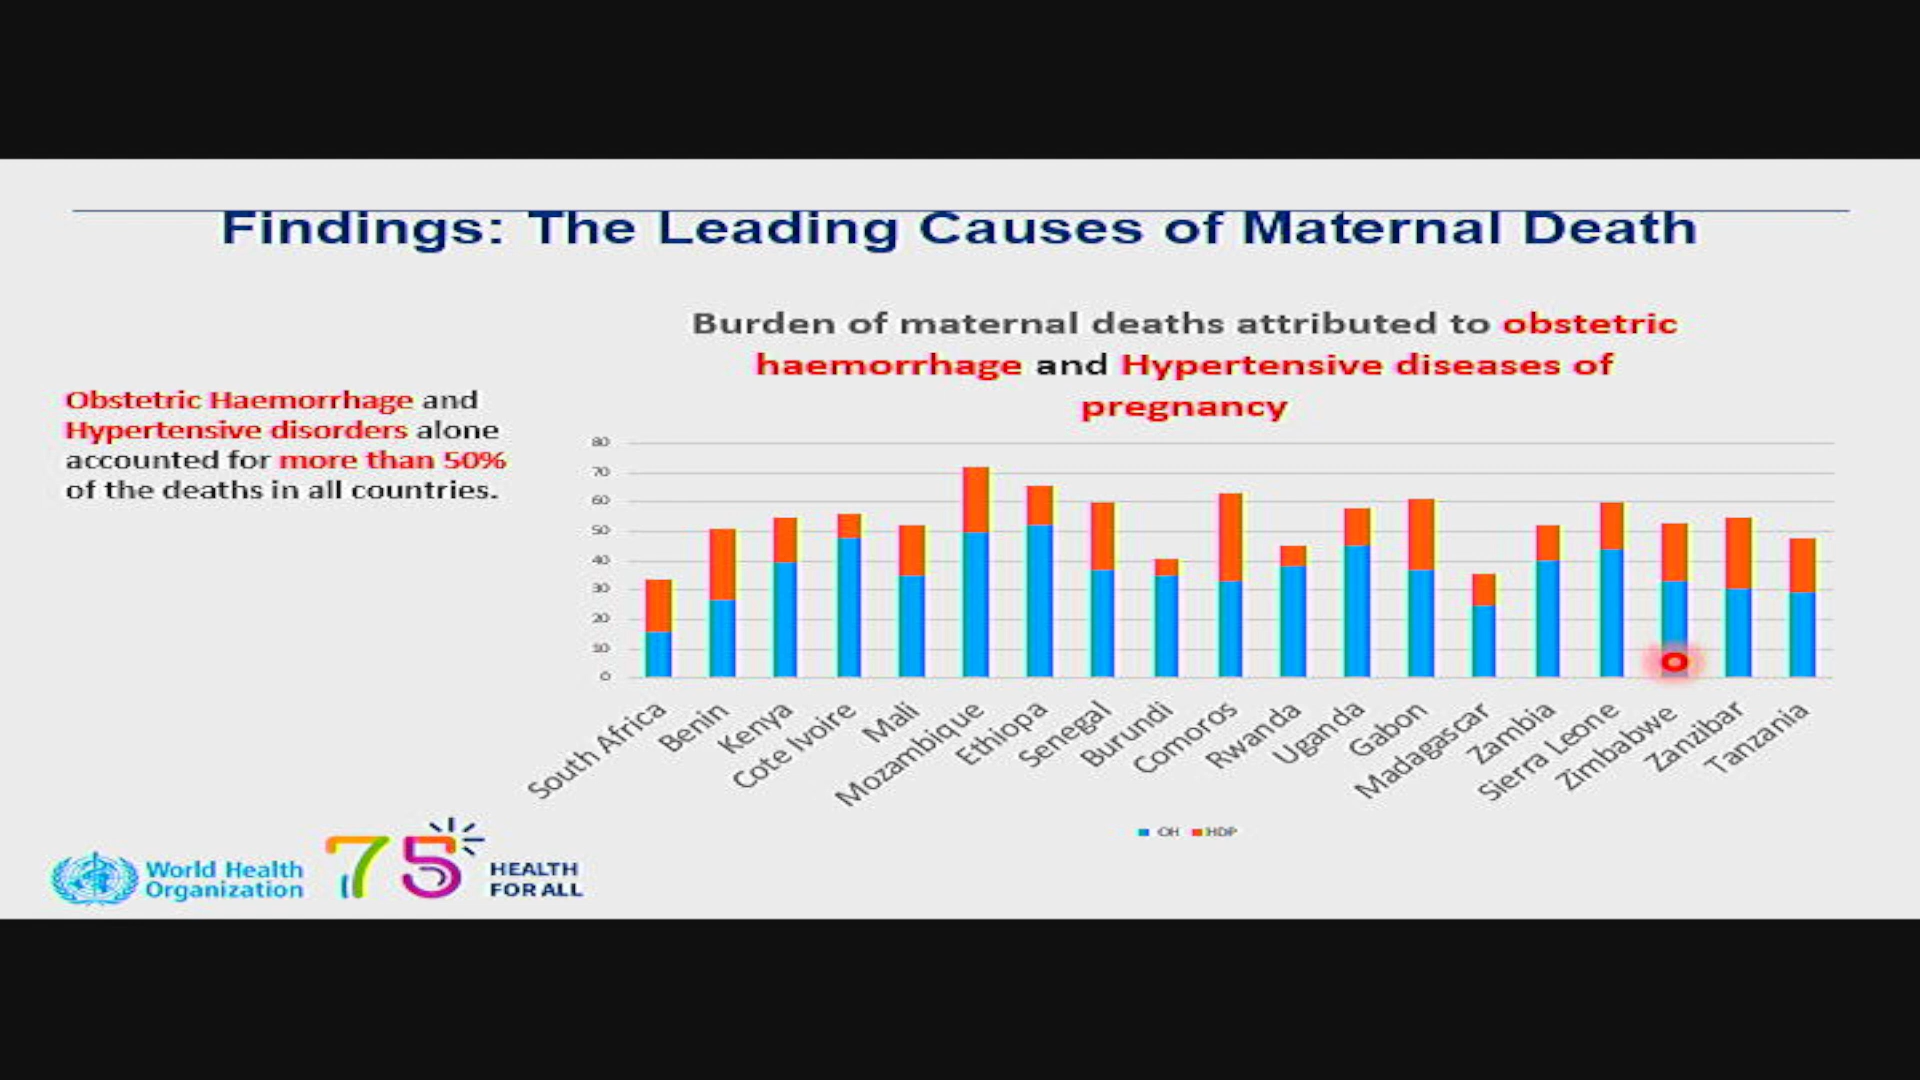 Findings: The Leading Causes of Maternal Death
Burden of maternal deaths attributed to obstetric
haemorrhage and Hypertensive diseases of
pregnancy
Obstetric Haemorrhage and
Hypertensive disorders alone
accounted for more than 50%
of the deaths in all countries.
80
70
60
50
40
30
20
10
0
South Africa
Benin
Kenya
Cote Ivoire
Mali
Mozambique
Ethiopa
Senegal
Burundi
Comoros
Rwanda
Uganda
Gabon
Madagascar
Zambia
Sierra Leone
Zimbabwe
Zanzibar
Tanzania
OH HDP
World Health
Organization
75
HEALTH
FOR ALL